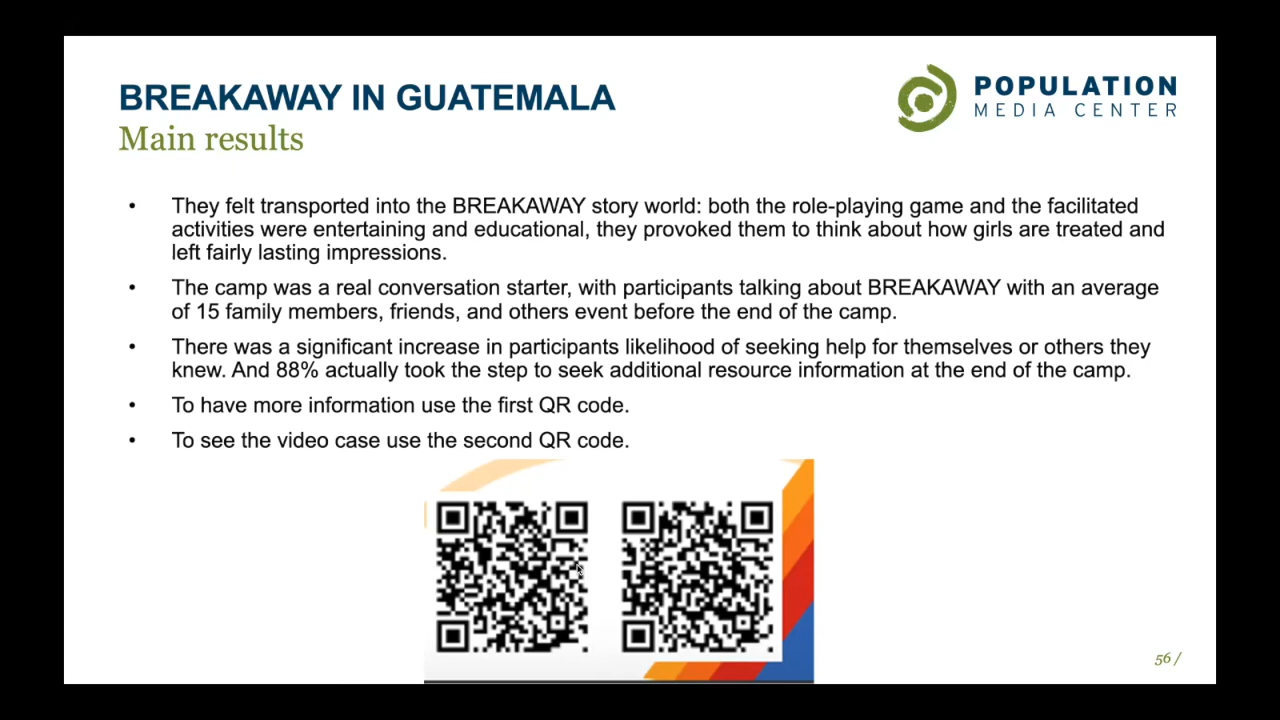 BREAKAWAY IN GUATEMALA
Main results
POPULATION
MEDIA CENTER
• They felt transported into the BREAKAWAY story world: both the role-playing game and the facilitated
activities were entertaining and educational, they provoked them to think about how girls are treated and
left fairly lasting impressions.
• The camp was a real conversation starter, with participants talking about BREAKAWAY with an average
of 15 family members, friends, and others event before the end of the camp.
• There was a significant increase in participants likelihood of seeking help for themselves or others they
knew. And 88% actually took the step to seek additional resource information at the end of the camp.
• To have more information use the first QR code.
• To see the video case use the second QR code.
56 /